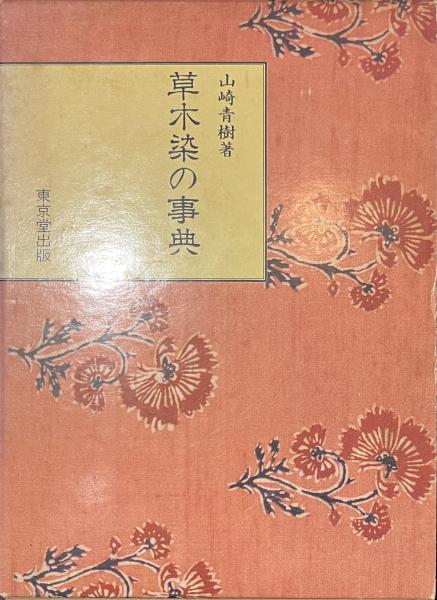 山崎青樹著
草木染の事典
東京堂出版